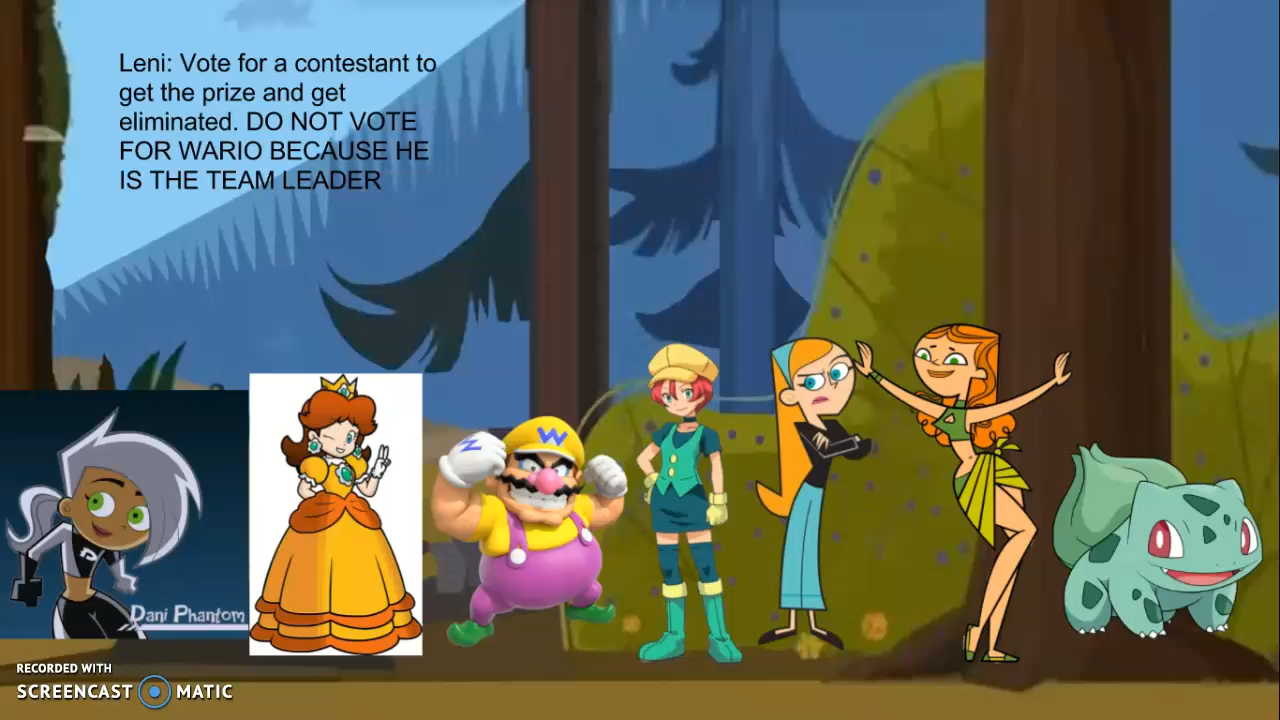 Leni: Vote for a contestant to
get the prize and get
eliminated. DO NOT VOTE
FOR WARIO BECAUSE HE
IS THE TEAM LEADER
W
Dani Phantom
RECORDED WITH
SCREENCAST MATIC